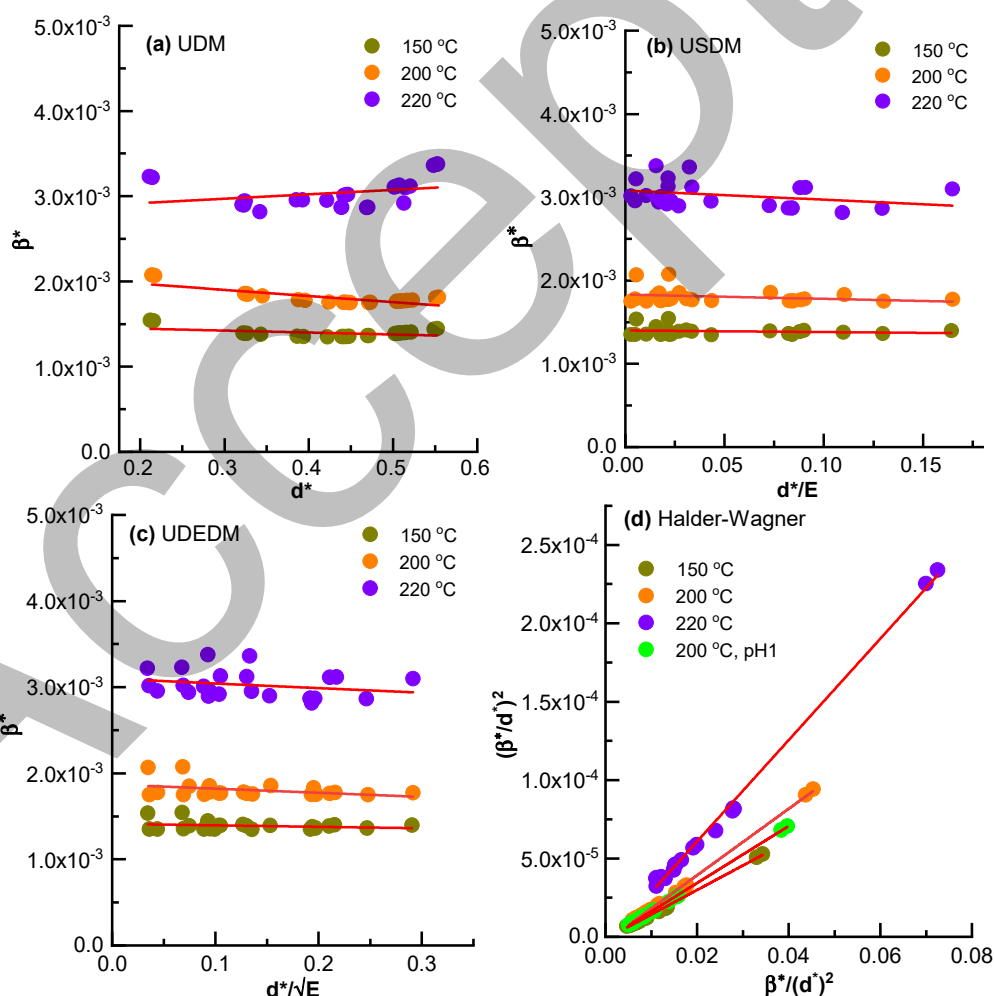 (a) UDM
150 °C
200 °C
220 °C
5.0x10⁻³
4.0x10⁻³
3.0x10⁻³
2.0x10⁻³
1.0x10⁻³
0.0
β*
0.2 0.3 0.4 0.5 0.6
d*
(b) USDM
150 °C
200 °C
220 °C
5.0x10⁻³
4.0x10⁻³
3.0x10⁻³
2.0x10⁻³
1.0x10⁻³
0.0
β*
0.00 0.05 0.10 0.15
d*/E
(c) UDEDM
150 °C
200 °C
220 °C
5.0x10⁻³
4.0x10⁻³
3.0x10⁻³
2.0x10⁻³
1.0x10⁻³
0.0
β*
0.0 0.1 0.2 0.3
d*/√E
(d) Halder-Wagner
150 °C
200 °C
220 °C
200 °C, pH1
2.5x10⁻⁴
2.0x10⁻⁴
1.5x10⁻⁴
1.0x10⁻⁴
5.0x10⁻⁵
0.0
(β*/d*)²
0.00 0.02 0.04 0.06 0.08
β*/(d*)²